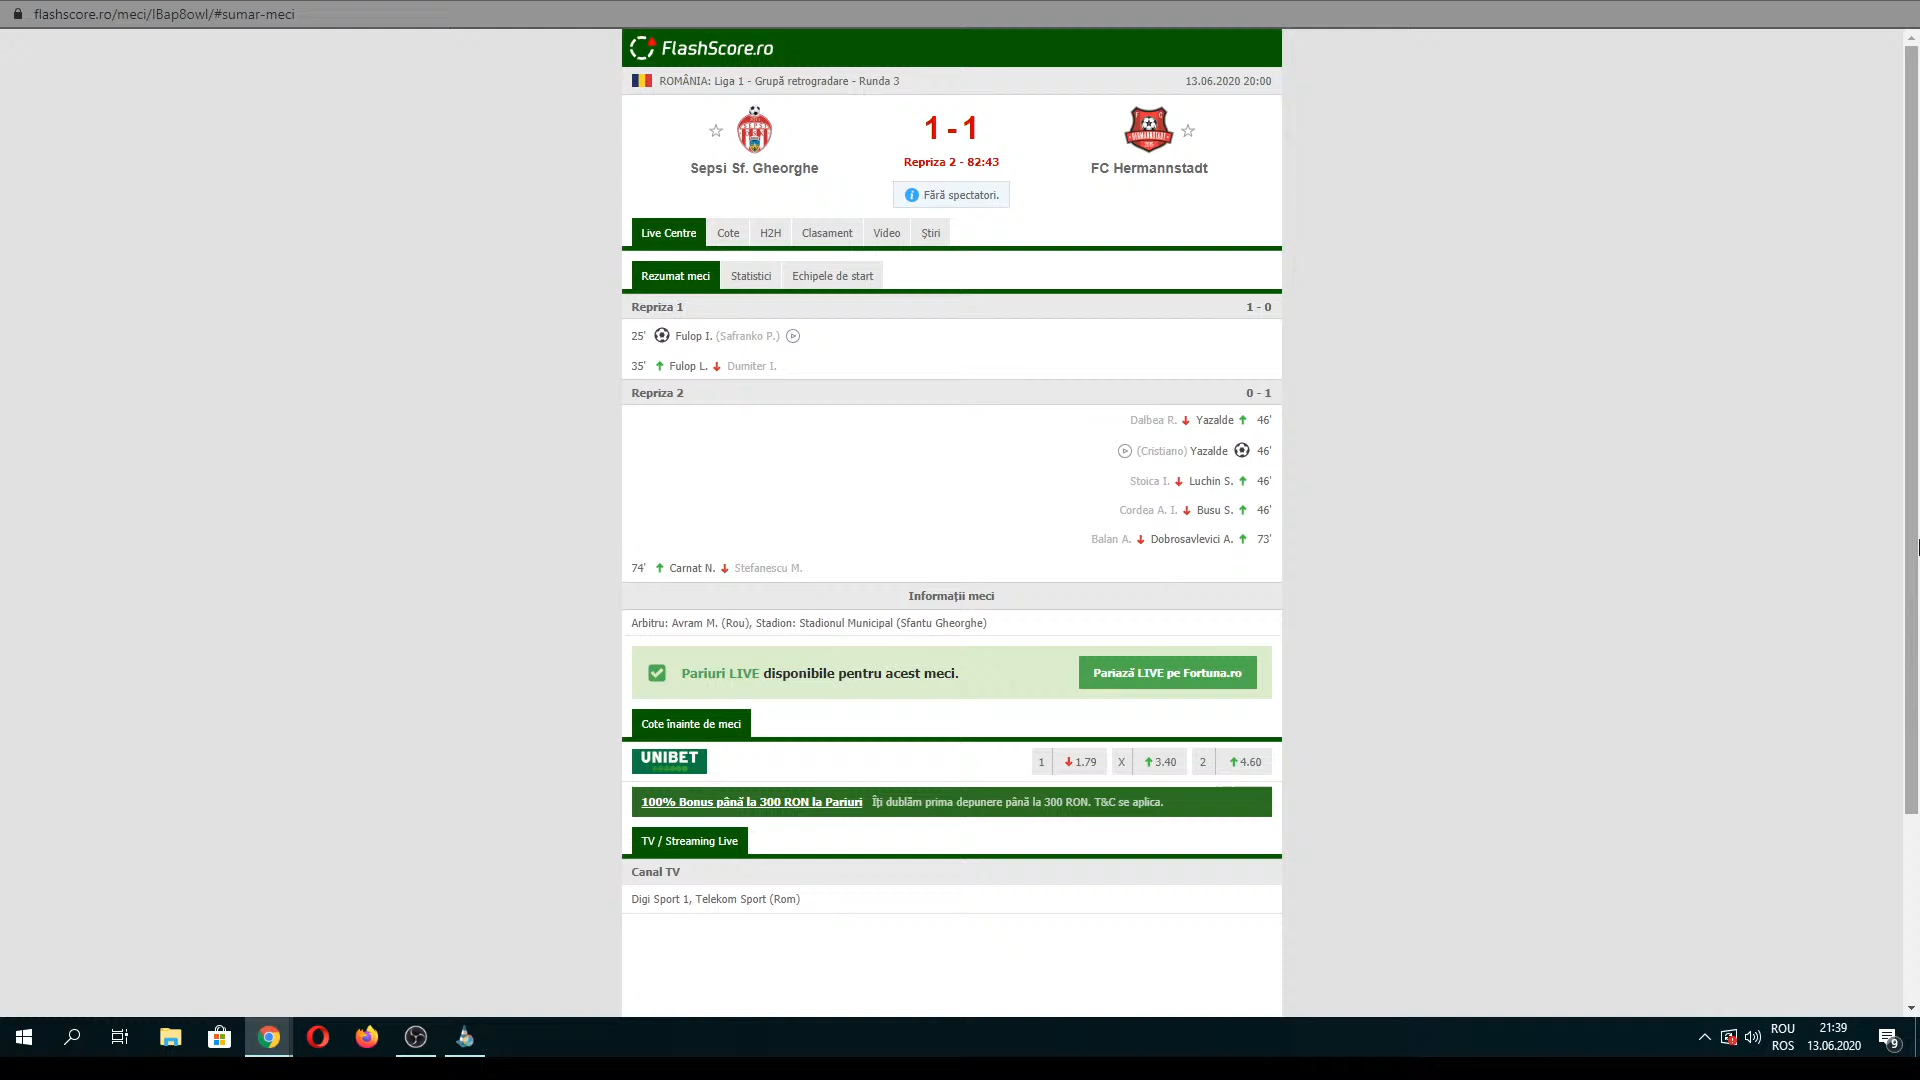 flashscore.ro/meci/lBap8owl/#sumar-meci
FlashScore.ro
ROMÂNIA: Liga 1 - Grupă retrogradare - Runda 3 13.06.2020 20:00
1 - 1
Repriza 2 - 82:43
Sepsi Sf. Gheorghe FC Hermannstadt
Fără spectatori.
Live Centre Cote H2H Clasament Video Știri
Rezumat meci Statistici Echipele de start
Repriza 1 1 - 0
25' Fulop I. (Safranko P.)
35' Fulop L. Dumiter I.
Repriza 2 0 - 1
Dalbea R. Yazalde 46'
(Cristiano) Yazalde 46'
Stoica I. Luchin S. 46'
Cordea A. I. Busu S. 46'
Balan A. Dobrosavlevici A. 73'
74' Carnat N. Stefanescu M.
Informații meci
Arbitru: Avram M. (Rou), Stadion: Stadionul Municipal (Sfantu Gheorghe)
Pariuri LIVE disponibile pentru acest meci. Pariază LIVE pe Fortuna.ro
Cote înainte de meci
UNIBET 1 1.79 X 3.40 2 4.60
100% Bonus până la 300 RON la Pariuri Îți dublăm prima depunere până la 300 RON. T&C se aplica.
TV / Streaming Live
Canal TV
Digi Sport 1, Telekom Sport (Rom)
ROU 21:39
ROS 13.06.2020 9